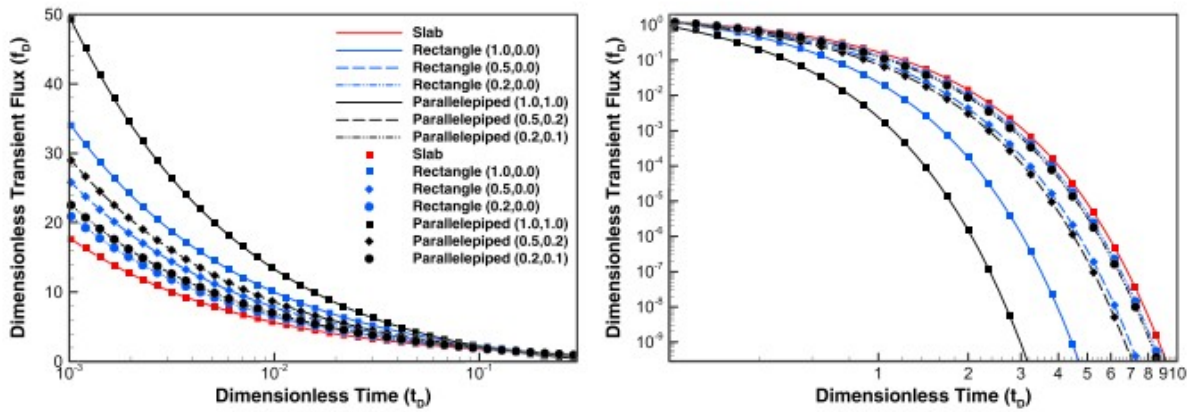 Dimensionless Transient Flux (f_D)
50
40
30
20
10
0
Slab
Rectangle (1.0,0.0)
Rectangle (0.5,0.0)
Rectangle (0.2,0.0)
Parallelepiped (1.0,1.0)
Parallelepiped (0.5,0.2)
Parallelepiped (0.2,0.1)
Slab
Rectangle (1.0,0.0)
Rectangle (0.5,0.0)
Rectangle (0.2,0.0)
Parallelepiped (1.0,1.0)
Parallelepiped (0.5,0.2)
Parallelepiped (0.2,0.1)
10^-3 10^-2 10^-1
Dimensionless Time (t_D)
Dimensionless Transient Flux (f_D)
10^0
10^-1
10^-2
10^-3
10^-4
10^-5
10^-6
10^-7
10^-8
10^-9
1 2 3 4 5 6 7 8 9 10
Dimensionless Time (t_D)